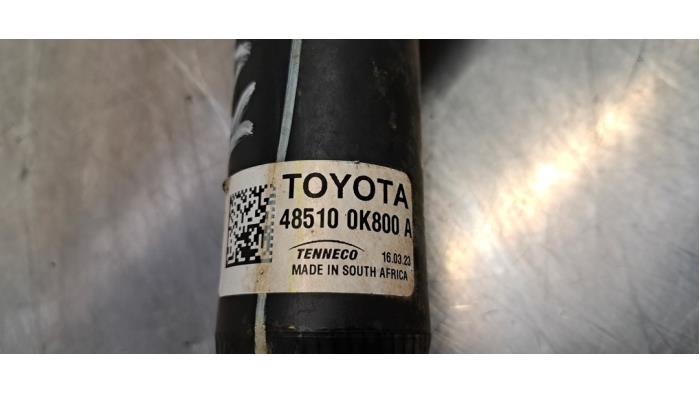 TOYOTA
48510 0K800 A
TENNECO 16.03.23
MADE IN SOUTH AFRICA